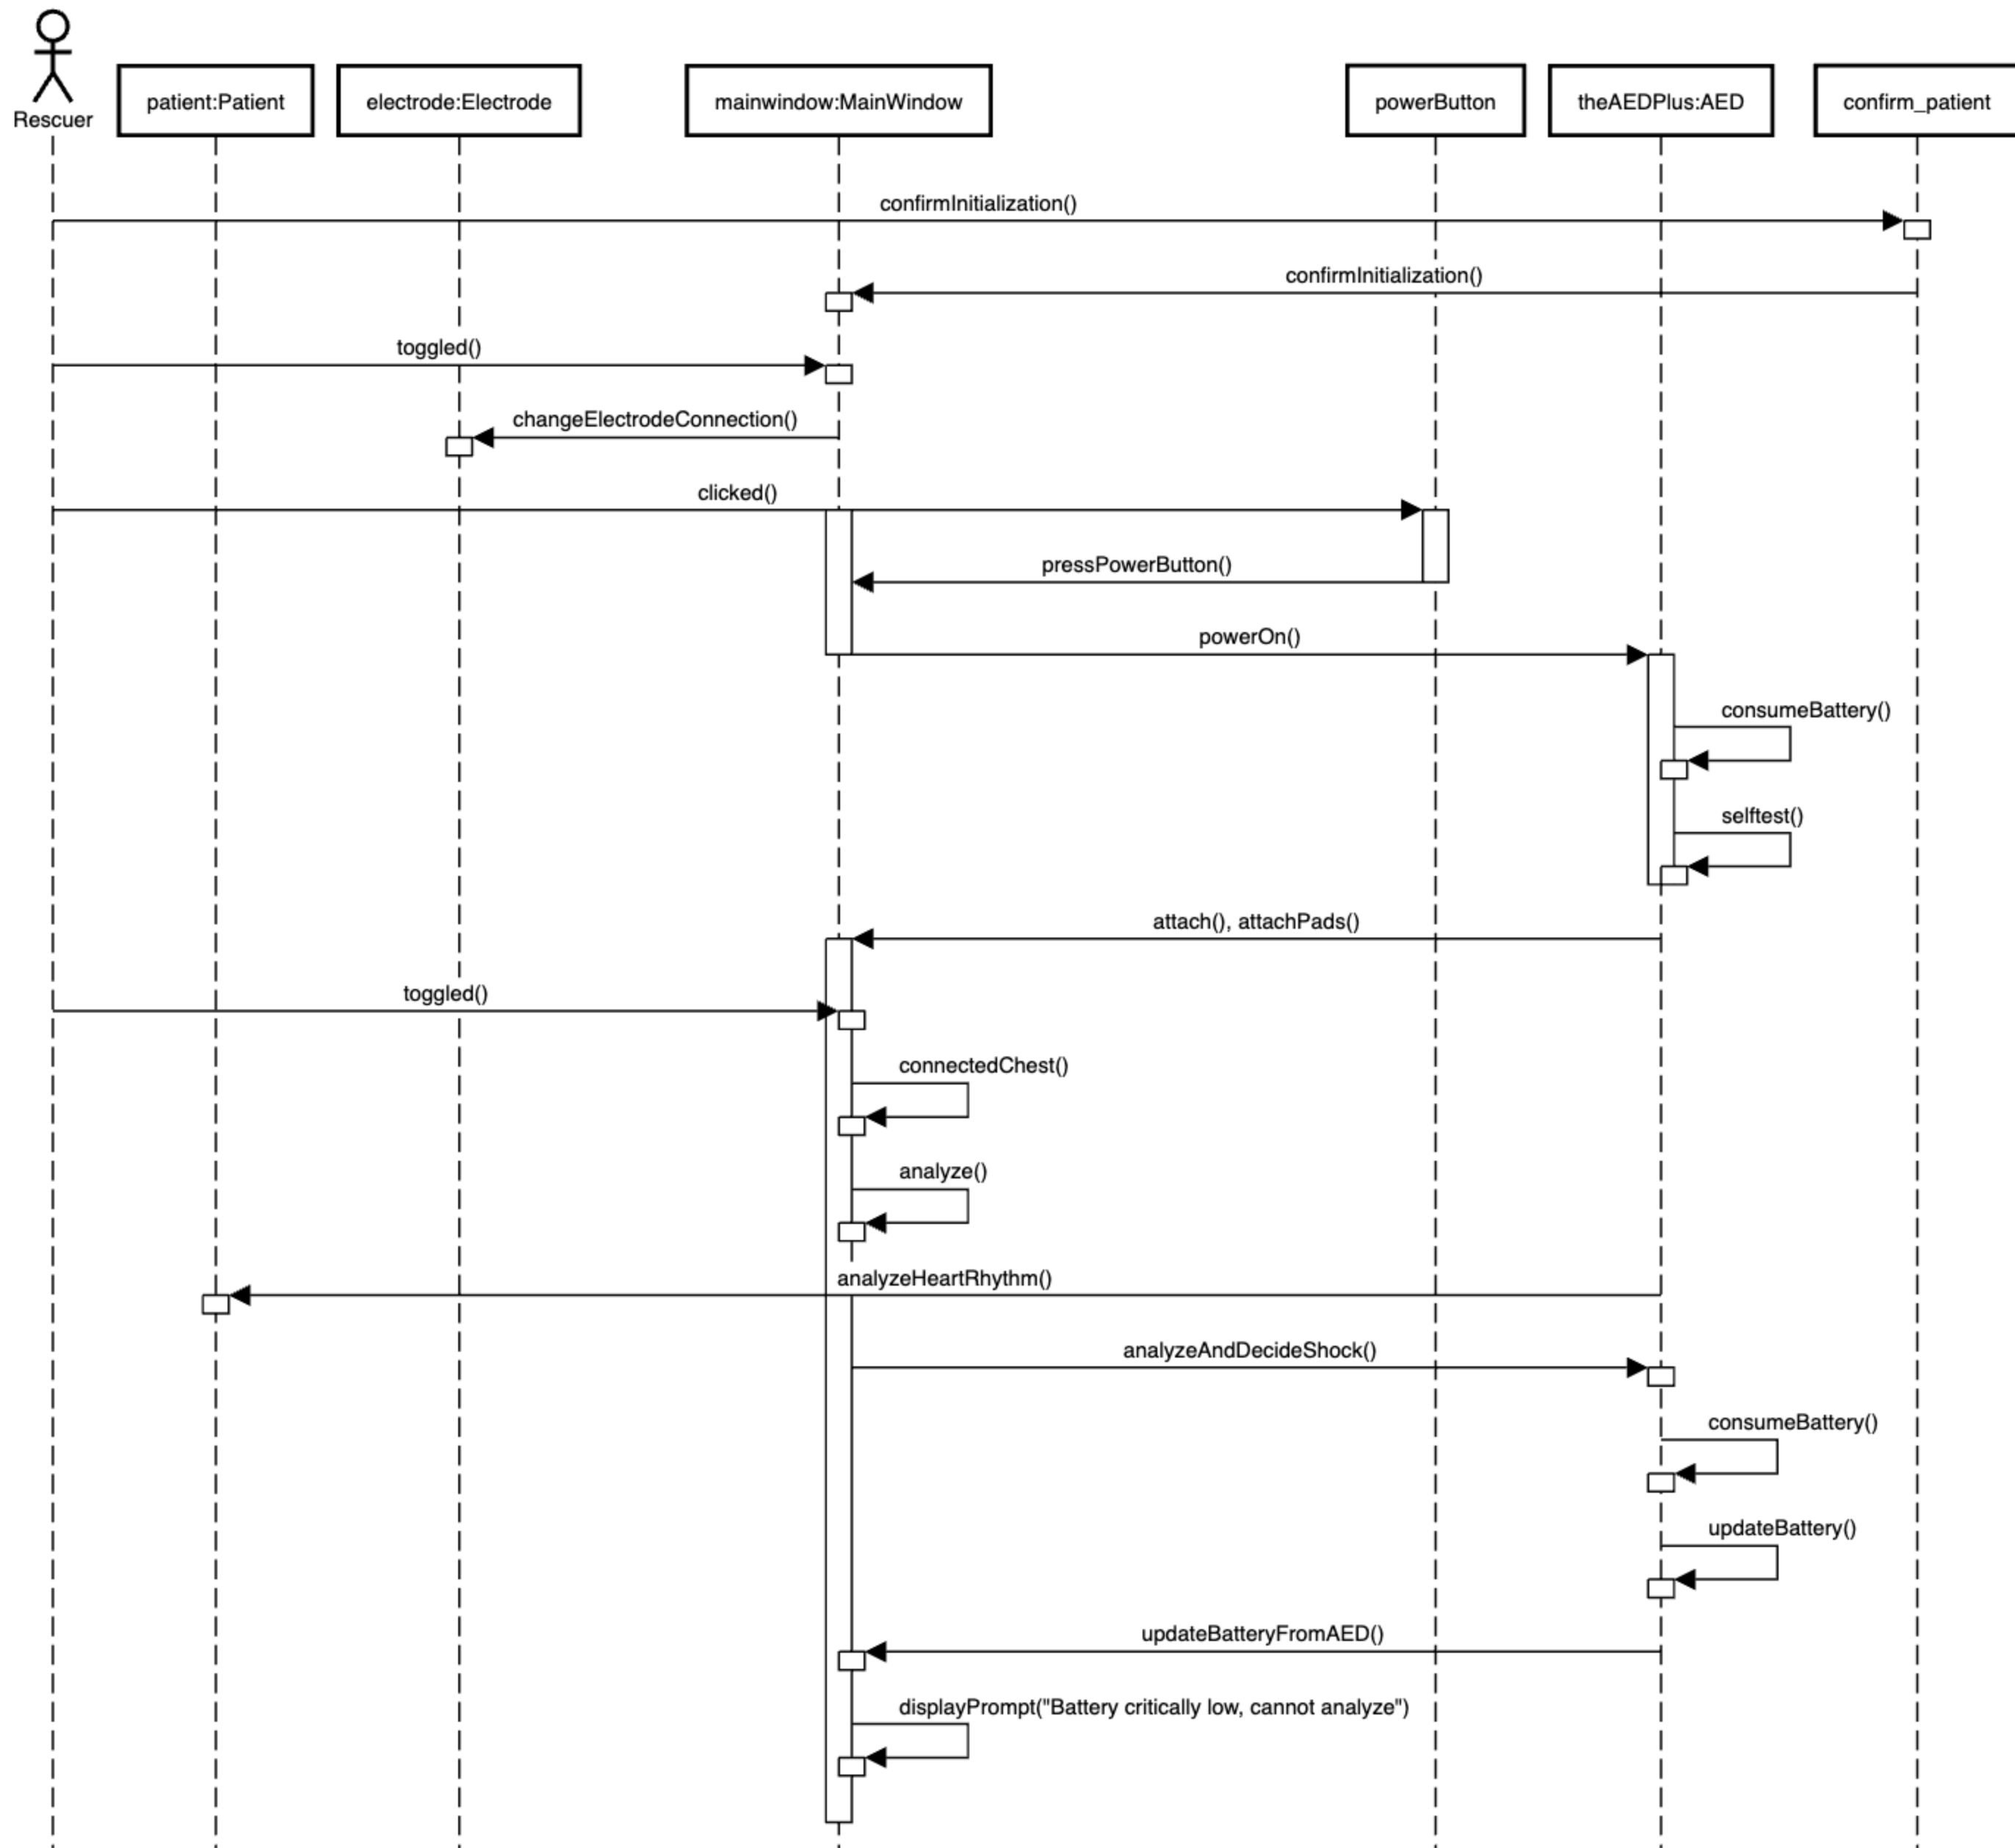 Rescuer
patient:Patient
electrode:Electrode
mainwindow:MainWindow
powerButton
theAEDPlus:AED
confirm_patient
confirmInitialization()
confirmInitialization()
toggled()
changeElectrodeConnection()
clicked()
pressPowerButton()
powerOn()
consumeBattery()
selftest()
attach(), attachPads()
toggled()
connectedChest()
analyze()
analyzeHeartRhythm()
analyzeAndDecideShock()
consumeBattery()
updateBattery()
updateBatteryFromAED()
displayPrompt("Battery critically low, cannot analyze")